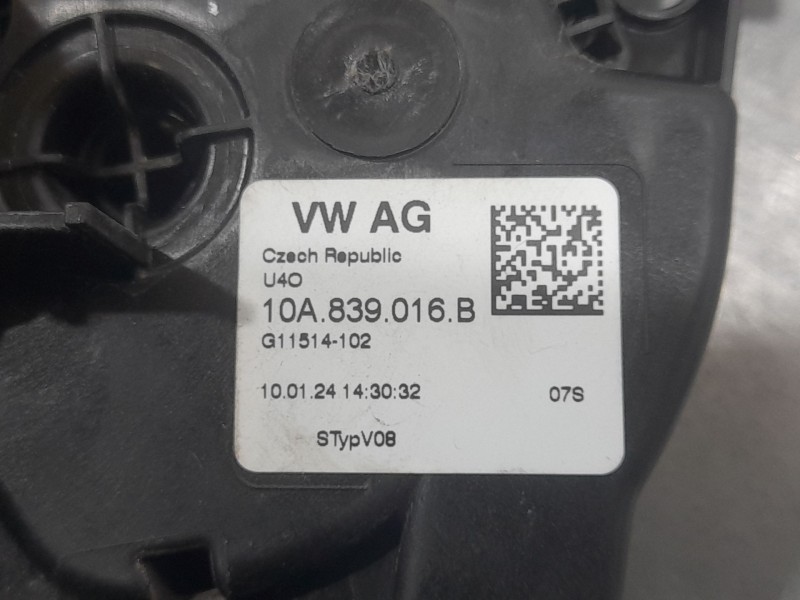 VW AG
Czech Republic
U4O
10A.839.016.B
G11514-102
10.01.24 14:30:32 07S
STypV08